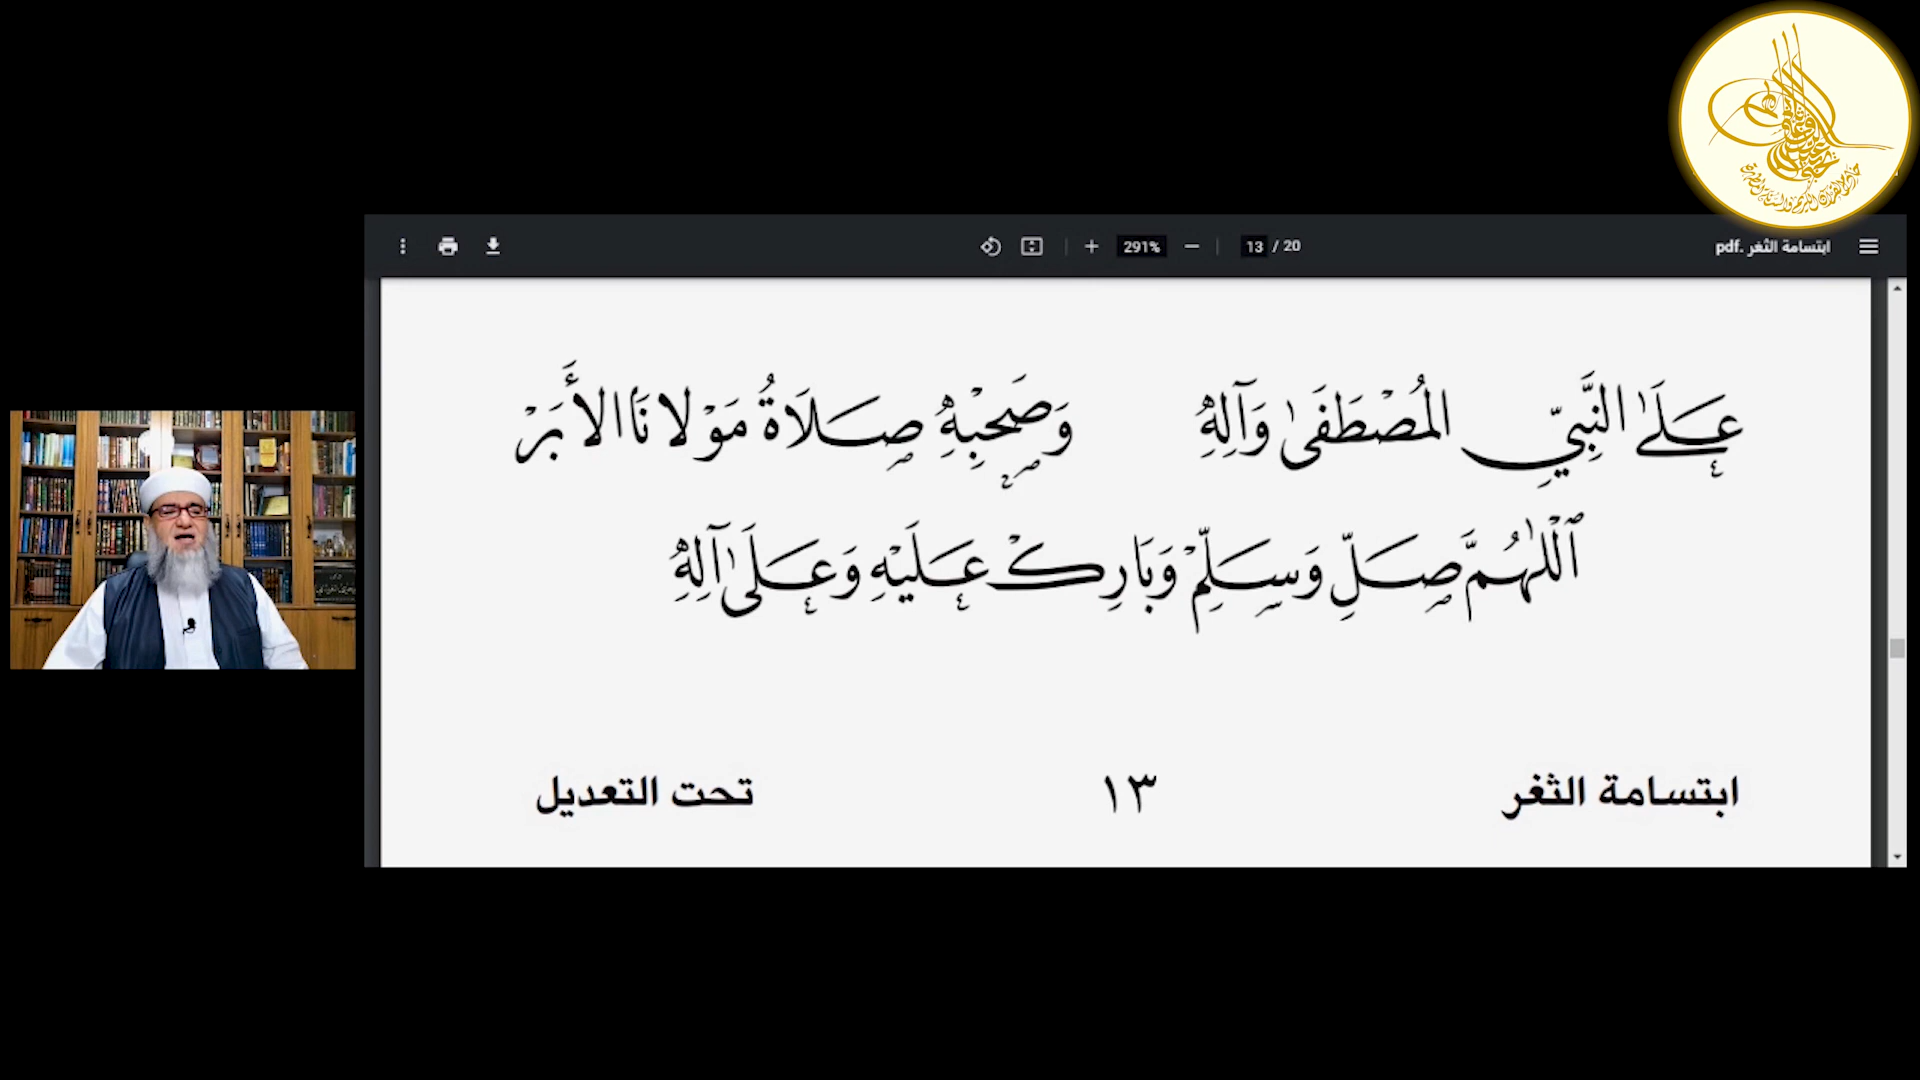 291%
13 / 20
ابتسامة الثغر .pdf
عَلَى النَّبِيِّ الْمُصْطَفَى وَآلِهِ وَصَحْبِهِ صَلَاةُ مَوْلَانَا الأَبَرْ
اَللّٰهُمَّ صَلِّ وَسَلِّمْ وَبَارِكْ عَلَيْهِ وَعَلَى آلِهِ
ابتسامة الثغر ١٣ تحت التعديل